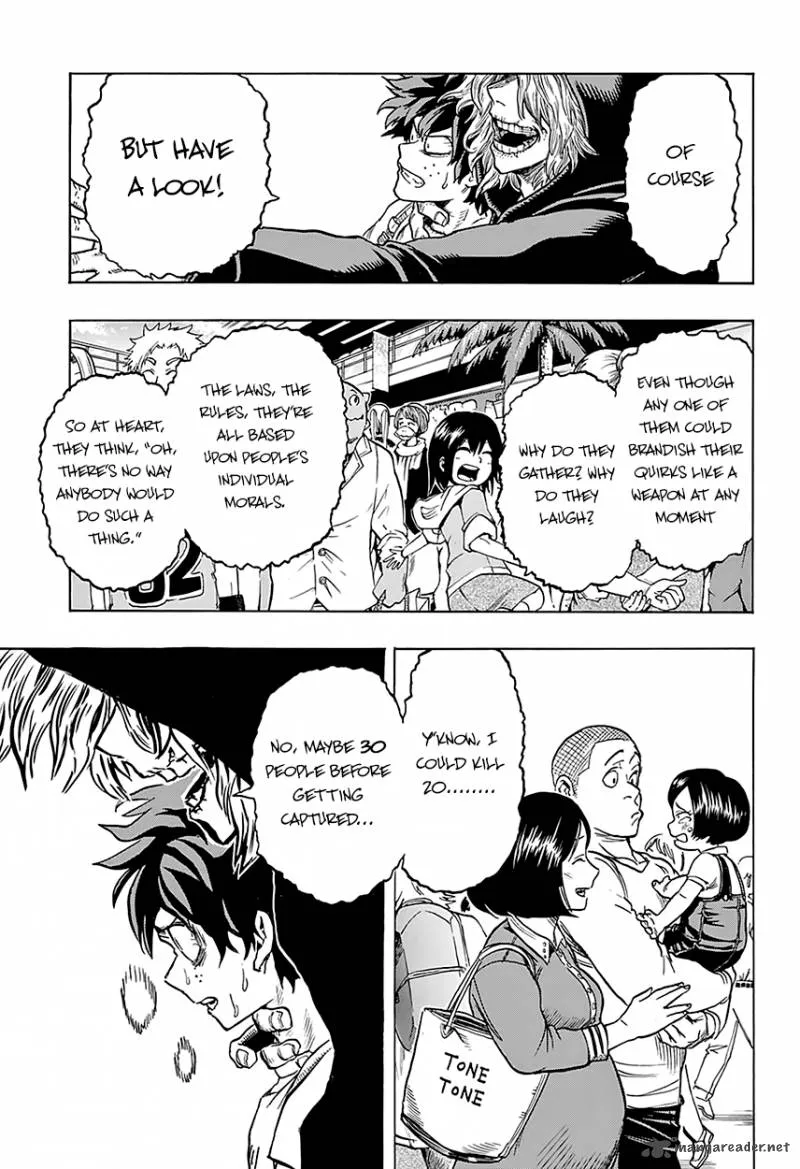 OF
COURSE
BUT HAVE
A LOOK!
EVEN THOUGH
ANY ONE OF
THEM COULD
BRANDISH THEIR
QUIRKS LIKE A
WEAPON AT ANY
MOMENT
WHY DO THEY
GATHER? WHY
DO THEY
LAUGH?
THE LAWS, THE
RULES, THEY'RE
ALL BASED
UPON PEOPLE'S
INDIVIDUAL
MORALS.
SO AT HEART,
THEY THINK, "OH,
THERE'S NO WAY
ANYBODY WOULD
DO SUCH A
THING."
02
Y'KNOW, I
COULD KILL
20........
TONE
TONE
NO, MAYBE 30
PEOPLE BEFORE
GETTING
CAPTURED...
mangareader.net